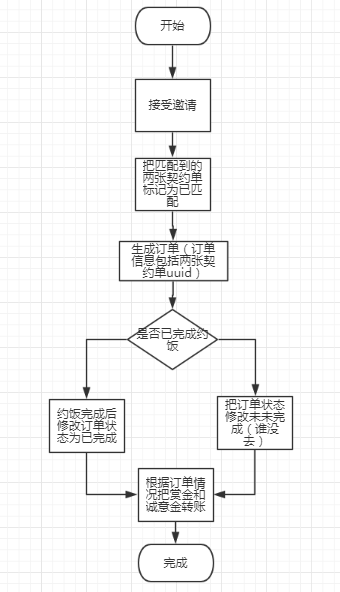 开始
接受邀请
把匹配到的
两张契约单
标记为已匹
配
生成订单（订单
信息包括两张契
约单uuid）
是否已完成约
饭
约饭完成后
修改订单状
态为已完成
把订单状态
修改未未完
成（谁没
去）
根据订单情
况把赏金和
诚意金转账
完成